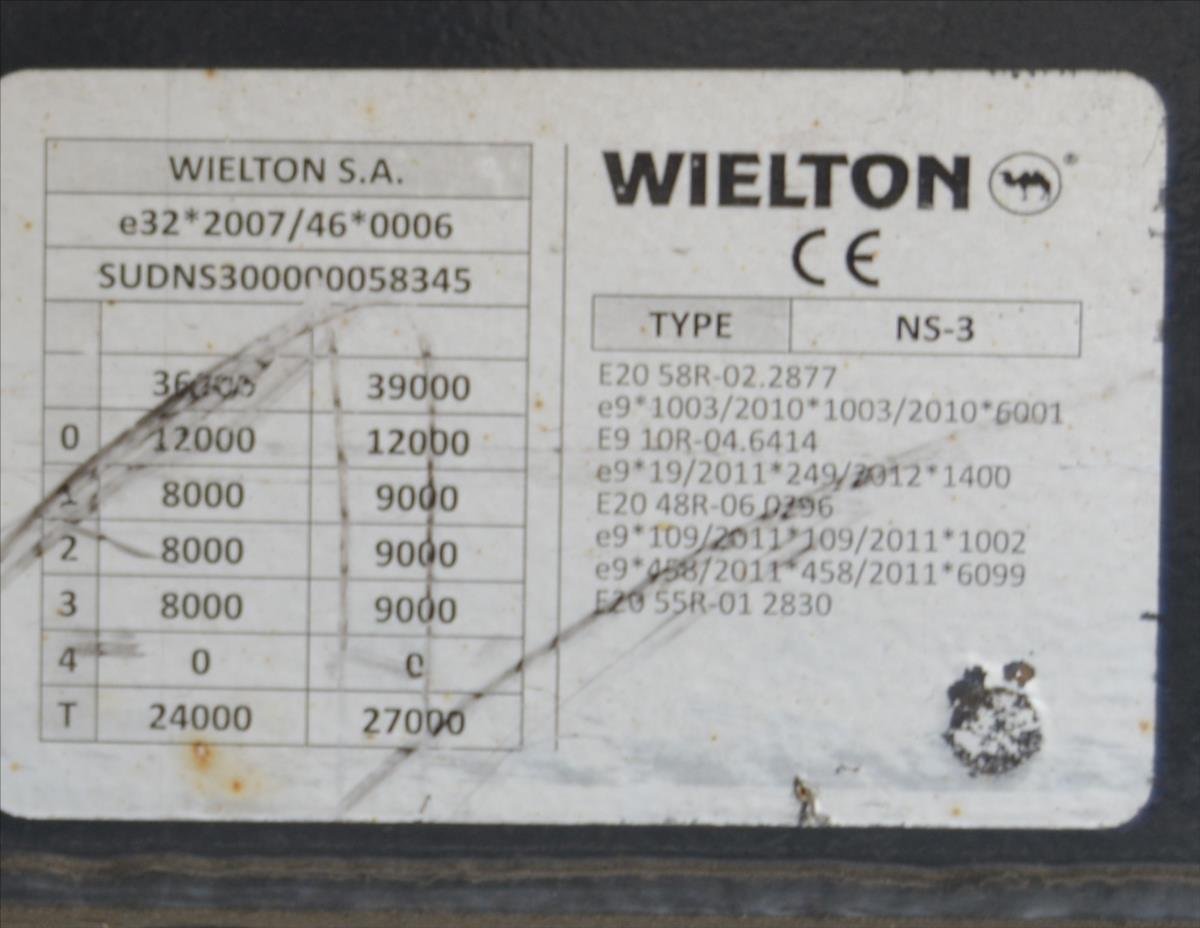 WIELTON S.A.
e32*2007/46*0006
SUDNS300000058345
36000 39000
0 12000 12000
1 8000 9000
2 8000 9000
3 8000 9000
4 0 0
T 24000 27000
WIELTON ®
CE
TYPE NS-3
E20 58R-02.2877
e9*1003/2010*1003/2010*6001
E9 10R-04.6414
e9*19/2011*249/2012*1400
E20 48R-06 0296
e9*109/2011*109/2011*1002
e9*458/2011*458/2011*6099
E20 55R-01 2830